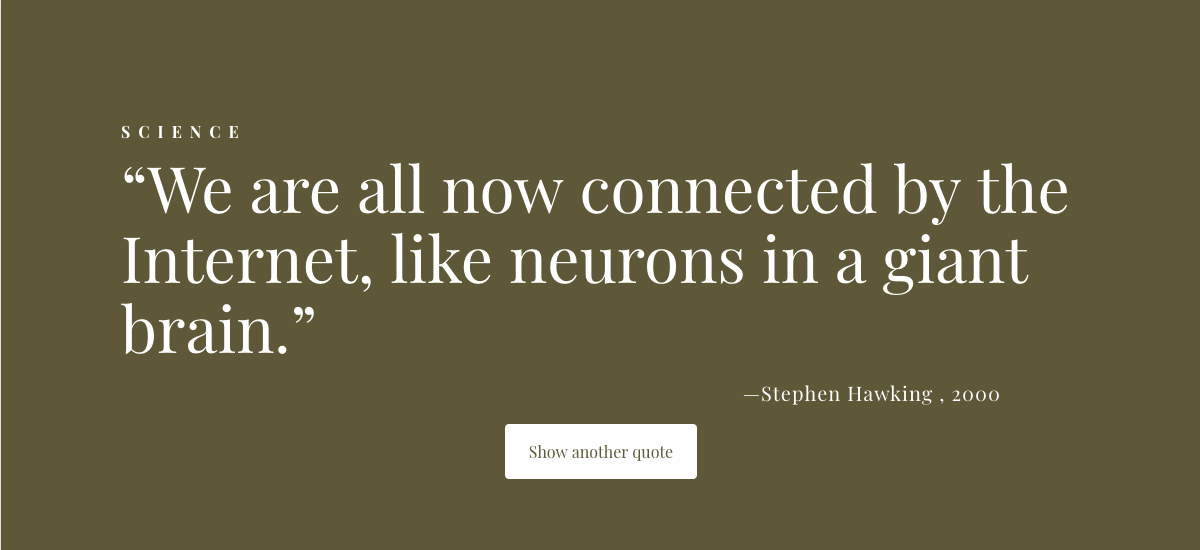 SCIENCE
“We are all now connected by the
Internet, like neurons in a giant
brain.”
—Stephen Hawking , 2000
Show another quote